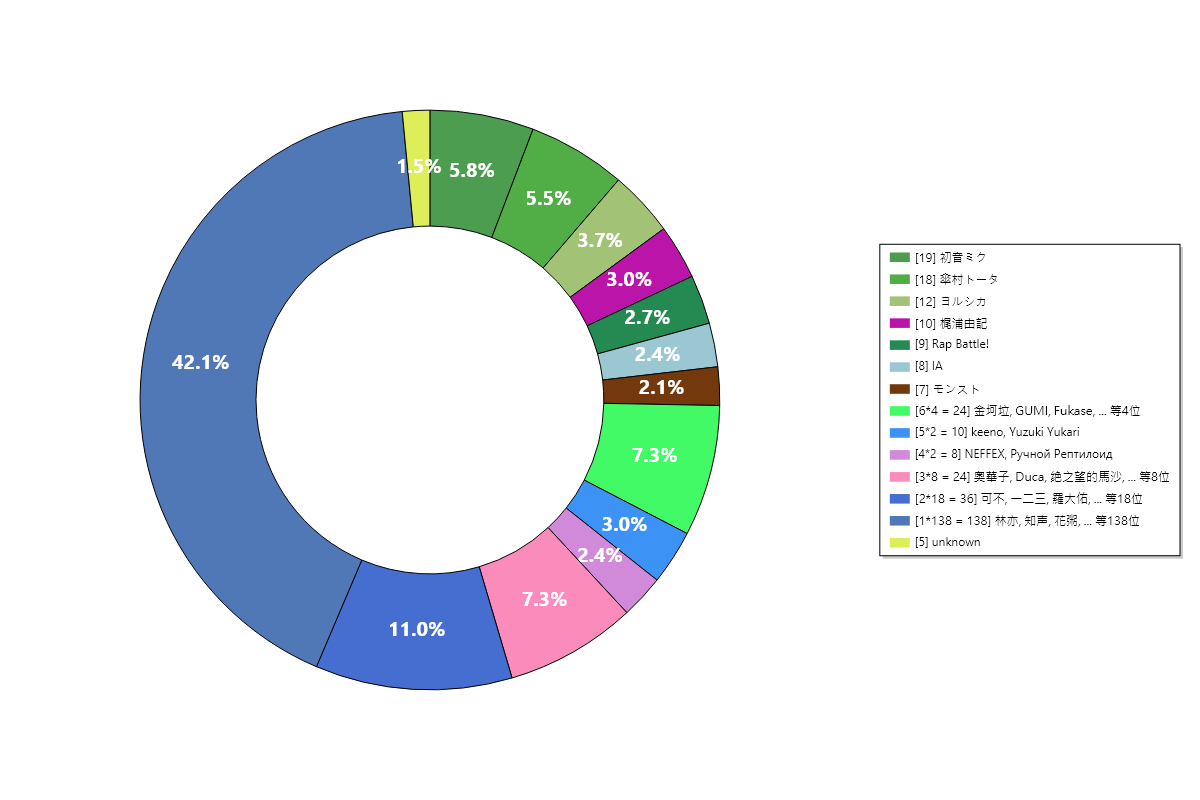 1.5%
5.8%
5.5%
3.7%
3.0%
2.7%
2.4%
2.1%
7.3%
3.0%
2.4%
7.3%
11.0%
42.1%
[19] 初音ミク
[18] 傘村トータ
[12] ヨルシカ
[10] 梶浦由記
[9] Rap Battle!
[8] IA
[7] モンスト
[6*4 = 24] 金坷垃, GUMI, Fukase, ... 等4位
[5*2 = 10] keeno, Yuzuki Yukari
[4*2 = 8] NEFFEX, Ручной Рептилоид
[3*8 = 24] 奥華子, Duca, 绝之望的馬沙, ... 等8位
[2*18 = 36] 可不, 一二三, 羅大佑, ... 等18位
[1*138 = 138] 林亦, 知声, 花粥, ... 等138位
[5] unknown